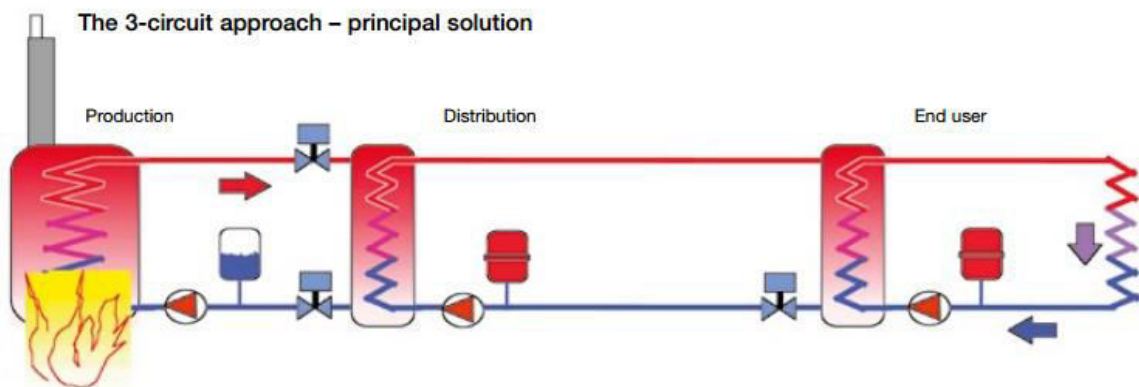 The 3-circuit approach – principal solution
Production
Distribution
End user